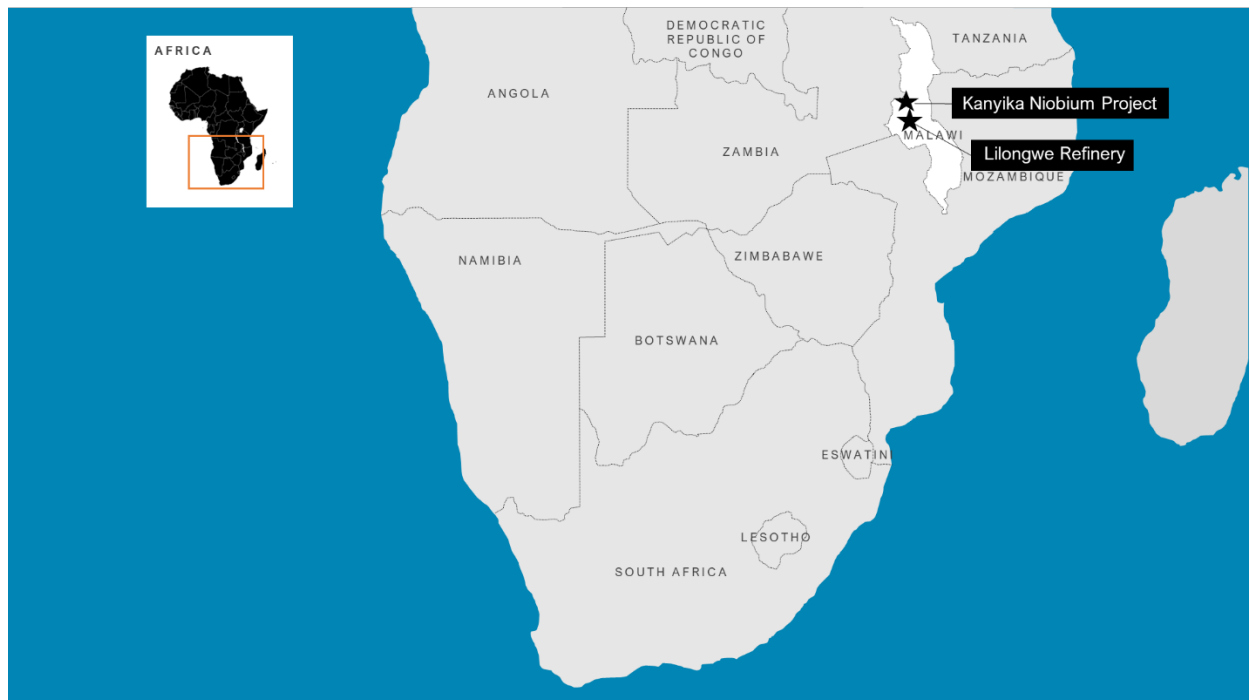 AFRICA
DEMOCRATIC
REPUBLIC OF
CONGO
TANZANIA
ANGOLA
Kanyika Niobium Project
MALAWI
ZAMBIA
Lilongwe Refinery
MOZAMBIQUE
NAMIBIA
ZIMBABAWE
BOTSWANA
ESWATINI
LESOTHO
SOUTH AFRICA